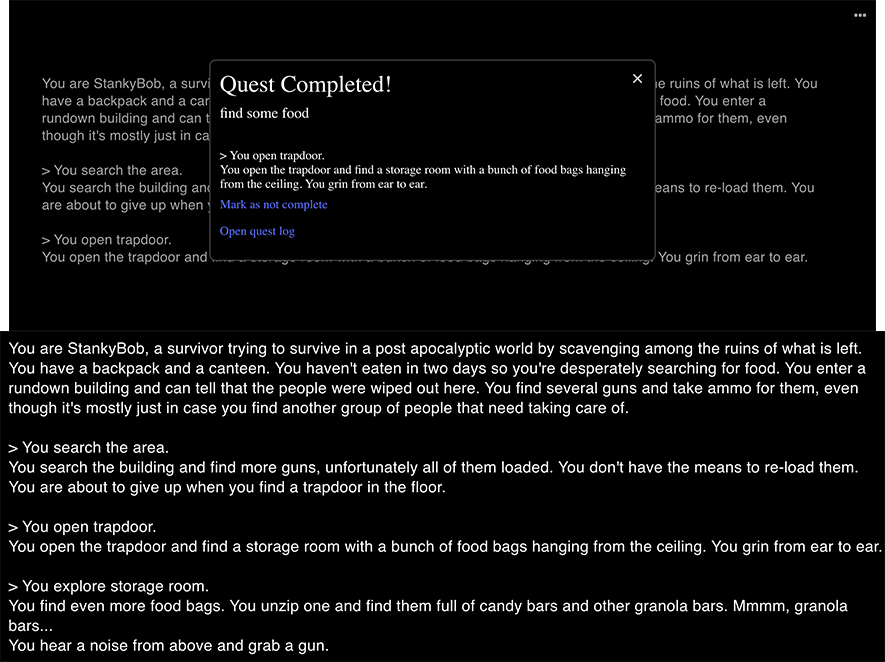 You are StankyBob, a survi ruins of what is left. You
have a backpack and a can food. You enter a
rundown building and can t ammo for them, even
though it's mostly just in ca
> You search the area.
You search the building and eans to re-load them. You
are about to give up when
> You open trapdoor.
You open the trapdoor and You grin from ear to ear.
Quest Completed!
find some food
> You open trapdoor.
You open the trapdoor and find a storage room with a bunch of food bags hanging
from the ceiling. You grin from ear to ear.
Mark as not complete
Open quest log
You are StankyBob, a survivor trying to survive in a post apocalyptic world by scavenging among the ruins of what is left.
You have a backpack and a canteen. You haven't eaten in two days so you're desperately searching for food. You enter a
rundown building and can tell that the people were wiped out here. You find several guns and take ammo for them, even
though it's mostly just in case you find another group of people that need taking care of.
> You search the area.
You search the building and find more guns, unfortunately all of them loaded. You don't have the means to re-load them.
You are about to give up when you find a trapdoor in the floor.
> You open trapdoor.
You open the trapdoor and find a storage room with a bunch of food bags hanging from the ceiling. You grin from ear to ear.
> You explore storage room.
You find even more food bags. You unzip one and find them full of candy bars and other granola bars. Mmmm, granola
bars...
You hear a noise from above and grab a gun.